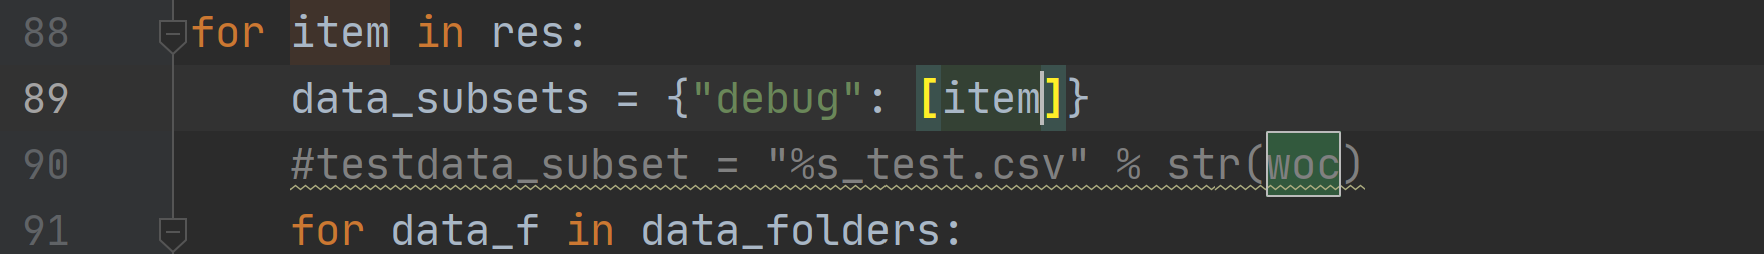 88 for item in res:
89 data_subsets = {"debug": [item]}
90 #testdata_subset = "%s_test.csv" % str(woc)
91 for data_f in data_folders: